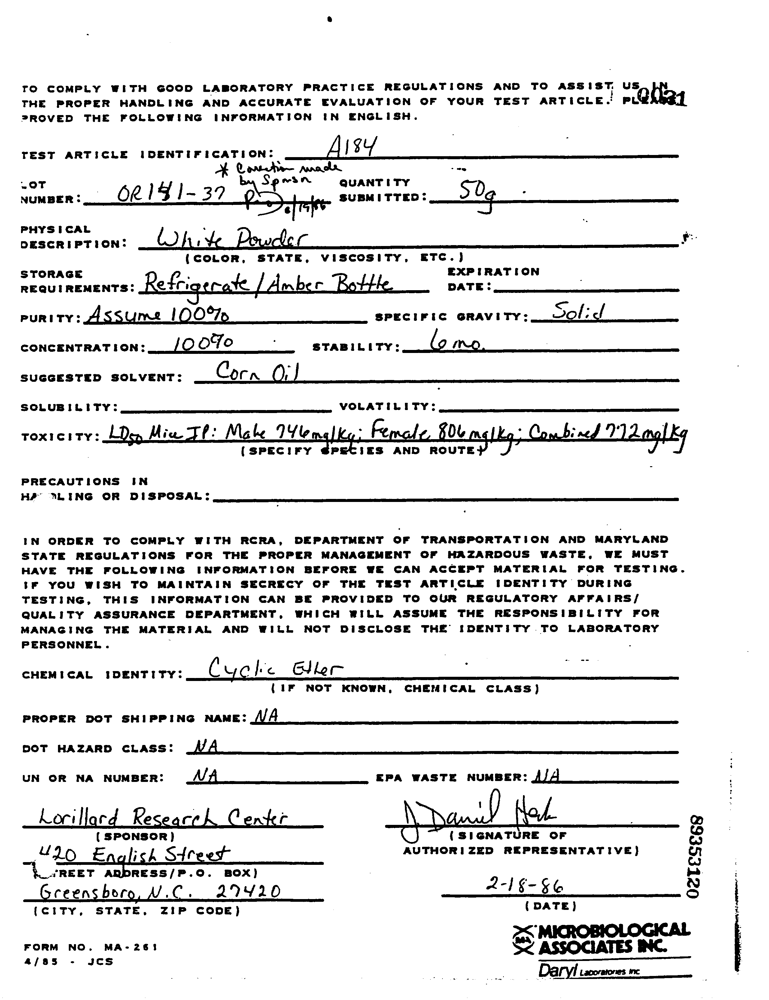 TO COMPLY WITH GOOD LABORATORY PRACTICE REGULATIONS AND TO ASSIST US IN
THE PROPER HANDLING AND ACCURATE EVALUATION OF YOUR TEST ARTICLE.
PROVED THE FOLLOWING INFORMATION IN ENGLISH.
TEST ARTICLE IDENTIFICATION: A184
* Correction made
by Sponsor
LOT QUANTITY
NUMBER: OR141-37 SUBMITTED: 50g
PHYSICAL
DESCRIPTION: White Powder
(COLOR, STATE, VISCOSITY, ETC.)
STORAGE EXPIRATION
REQUIREMENTS: Refrigerate/Amber Bottle DATE:
PURITY: Assume 100% SPECIFIC GRAVITY: Solid
CONCENTRATION: 100% STABILITY: 6 mo.
SUGGESTED SOLVENT: Corn Oil
SOLUBILITY: VOLATILITY:
TOXICITY: LD50 Mice IP: Male 746mg/kg; Female 806mg/kg; Combined 772mg/kg
(SPECIFY SPECIES AND ROUTE)
PRECAUTIONS IN
HANDLING OR DISPOSAL:
IN ORDER TO COMPLY WITH RCRA, DEPARTMENT OF TRANSPORTATION AND MARYLAND
STATE REGULATIONS FOR THE PROPER MANAGEMENT OF HAZARDOUS WASTE, WE MUST
HAVE THE FOLLOWING INFORMATION BEFORE WE CAN ACCEPT MATERIAL FOR TESTING.
IF YOU WISH TO MAINTAIN SECRECY OF THE TEST ARTICLE IDENTITY DURING
TESTING, THIS INFORMATION CAN BE PROVIDED TO OUR REGULATORY AFFAIRS/
QUALITY ASSURANCE DEPARTMENT, WHICH WILL ASSUME THE RESPONSIBILITY FOR
MANAGING THE MATERIAL AND WILL NOT DISCLOSE THE IDENTITY TO LABORATORY
PERSONNEL.
CHEMICAL IDENTITY: Cyclic Ether
(IF NOT KNOWN, CHEMICAL CLASS)
PROPER DOT SHIPPING NAME: NA
DOT HAZARD CLASS: NA
UN OR NA NUMBER: NA EPA WASTE NUMBER: NA
Lorillard Research Center J. Daniel Heck
(SPONSOR) (SIGNATURE OF
420 English Street AUTHORIZED REPRESENTATIVE)
STREET ADDRESS/P.O. BOX)
Greensboro, N.C. 27420 2-18-86
(CITY, STATE, ZIP CODE) (DATE)
89353120
MICROBIOLOGICAL
MA ASSOCIATES INC.
FORM NO. MA-261
4/85 - JCS
Daryl Laboratories Inc